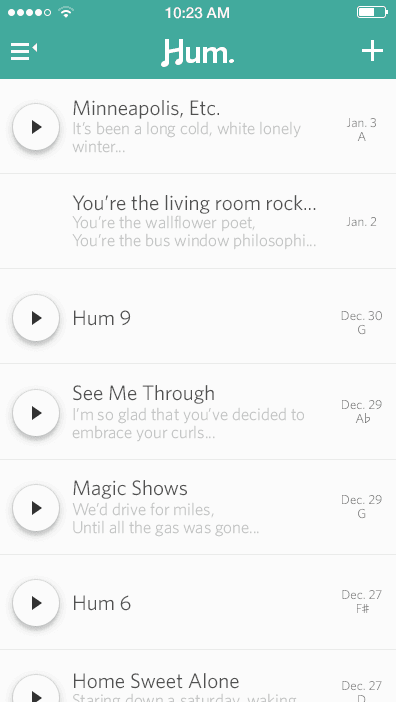 10:23 AM
Hum.
Minneapolis, Etc.
It's been a long cold, white lonely
winter...
Jan. 3
A
You're the living room rock...
You're the wallflower poet,
You're the bus window philosophi...
Jan. 2
Hum 9
Dec. 30
G
See Me Through
I'm so glad that you've decided to
embrace your curls...
Dec. 29
A♭
Magic Shows
We'd drive for miles,
Until all the gas was gone...
Dec. 29
G
Hum 6
Dec. 27
F♯
Home Sweet Alone
Staring down a saturday, waking
Dec. 27
D